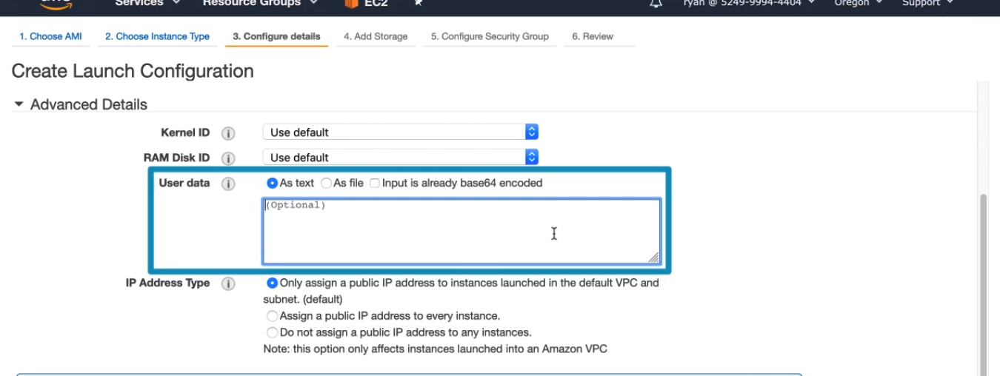 Services Resource Groups EC2 ryan @ 5249-9994-4404 Oregon Support
1. Choose AMI 2. Choose Instance Type 3. Configure details 4. Add Storage 5. Configure Security Group 6. Review
Create Launch Configuration
Advanced Details
Kernel ID i Use default
RAM Disk ID i Use default
User data i As text As file Input is already base64 encoded
(Optional)
IP Address Type i Only assign a public IP address to instances launched in the default VPC and
subnet. (default)
Assign a public IP address to every instance.
Do not assign a public IP address to any instances.
Note: this option only affects instances launched into an Amazon VPC